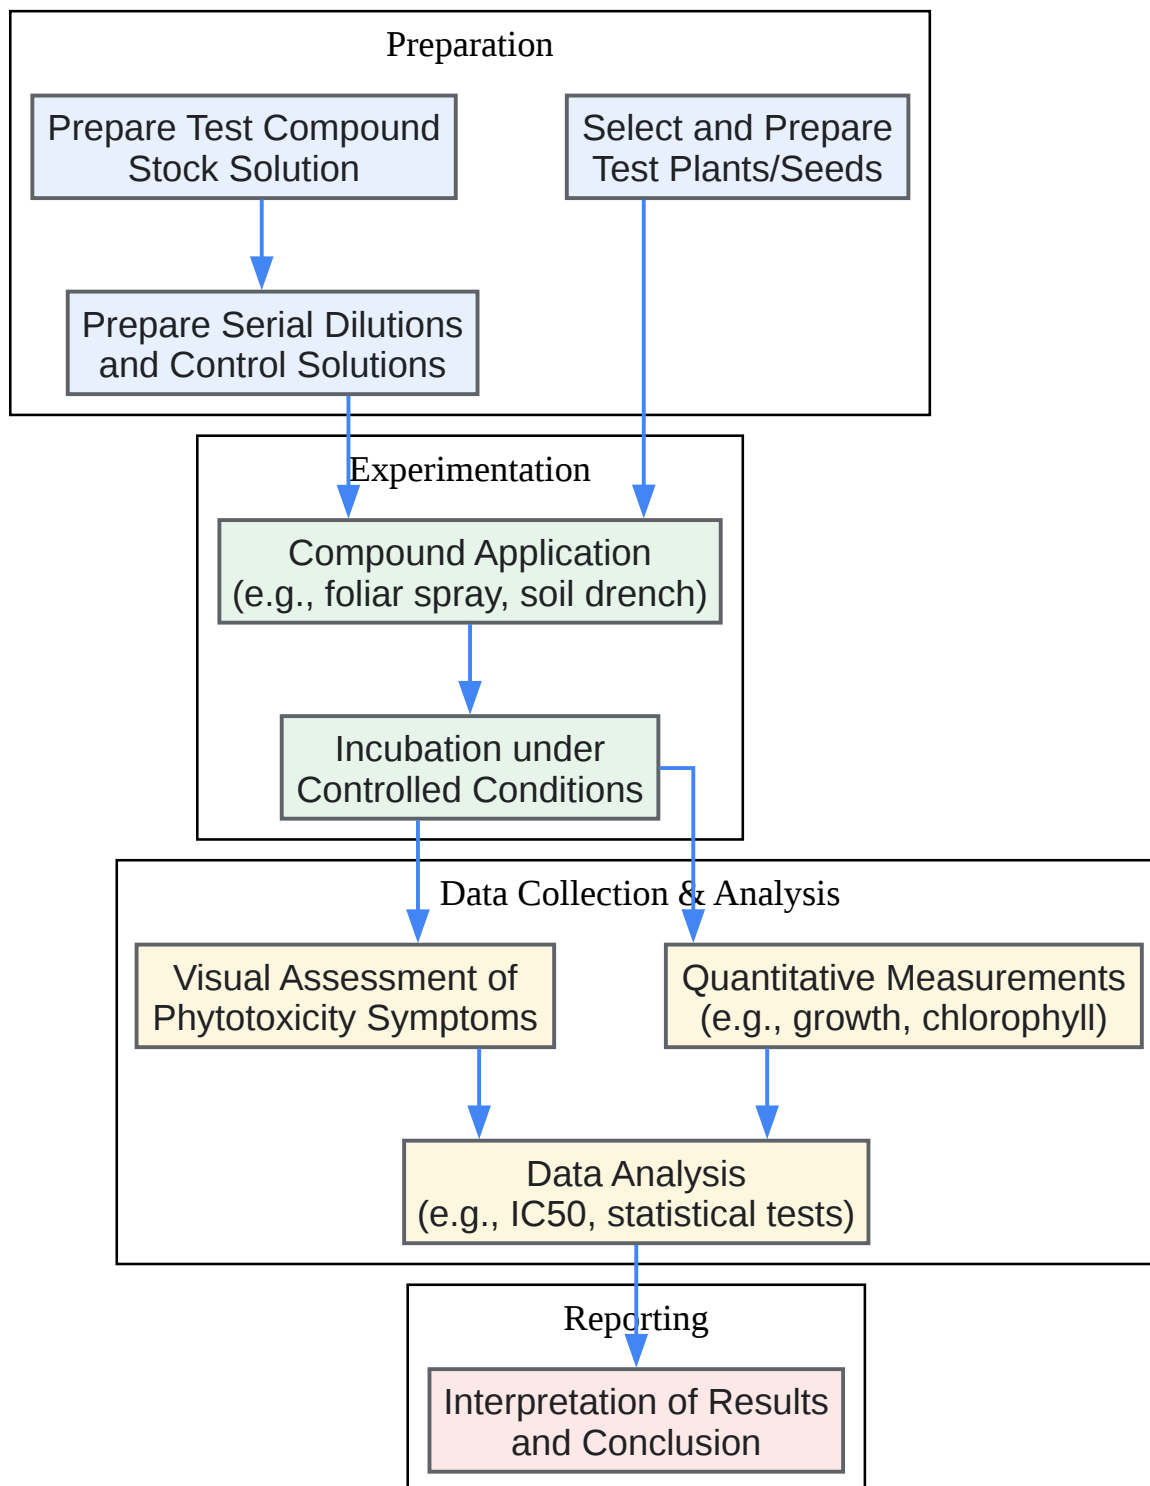 Preparation
Prepare Test Compound
Stock Solution
Select and Prepare
Test Plants/Seeds
Prepare Serial Dilutions
and Control Solutions
Experimentation
Compound Application
(e.g., foliar spray, soil drench)
Incubation under
Controlled Conditions
Data Collection & Analysis
Visual Assessment of
Phytotoxicity Symptoms
Quantitative Measurements
(e.g., growth, chlorophyll)
Data Analysis
(e.g., IC50, statistical tests)
Reporting
Interpretation of Results
and Conclusion